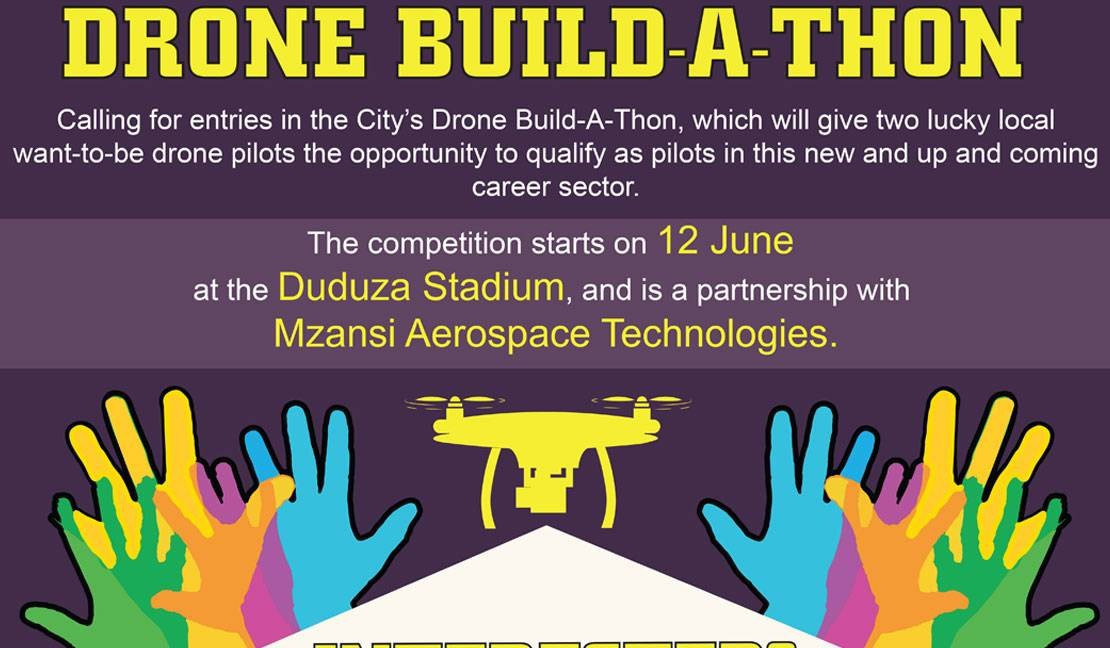 DRONE BUILD-A-THON
Calling for entries in the City’s Drone Build-A-Thon, which will give two lucky local
want-to-be drone pilots the opportunity to qualify as pilots in this new and up and coming
career sector.
The competition starts on 12 June
at the Duduza Stadium, and is a partnership with
Mzansi Aerospace Technologies.